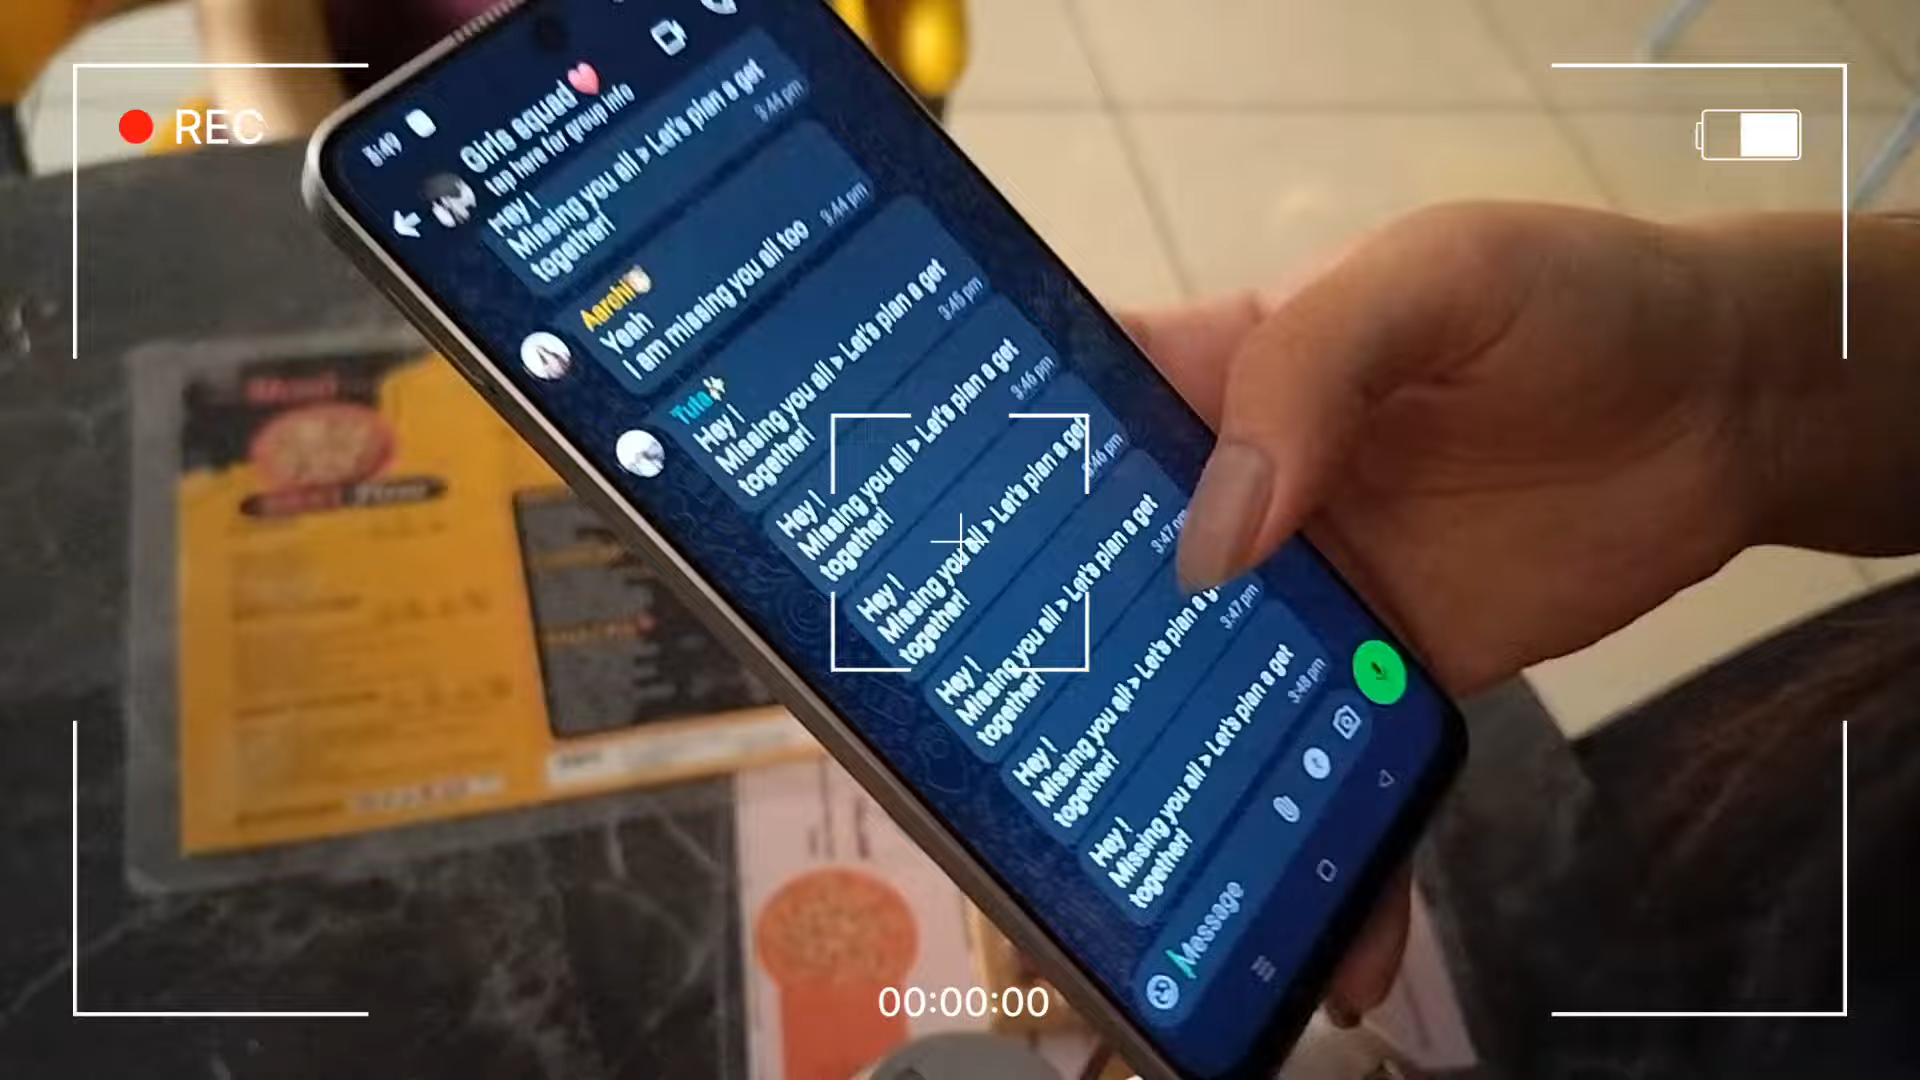 REC
3:49
Girls squad❤
tap here for group info
Hey !
Missing you all > Let's plan a get
together!
3:44 pm
Aarohi
Yeah
I am missing you all too
3:44 pm
Tuta✨
Hey !
Missing you all > Let's plan a get
together!
3:45 pm
Hey !
Missing you all > Let's plan a get
together!
3:46 pm
Hey !
Missing you all > Let's plan a get
together!
3:46 pm
Hey !
Missing you all > Let's plan a get
together!
3:47 pm
Hey !
Missing you all > Let's plan a
together!
3:47 pm
Hey !
Missing you all > Let's plan a get
together!
3:48 pm
Message
00:00:00